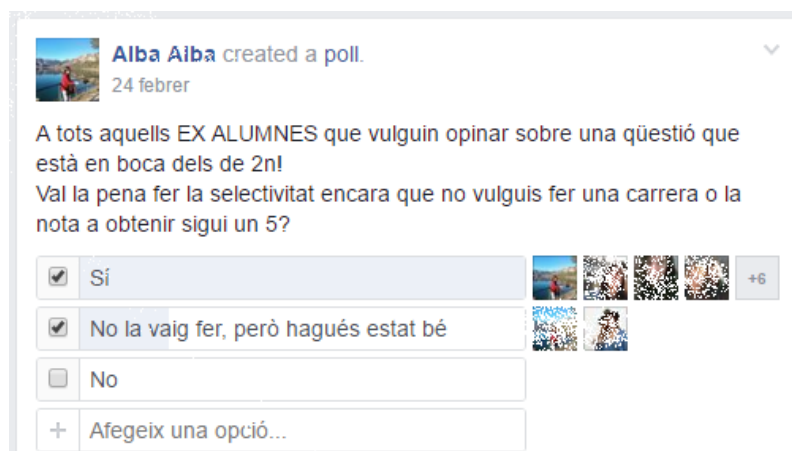 Alba Alba created a poll.
24 febrer
A tots aquells EX ALUMNES que vulguin opinar sobre una qüestió que
està en boca dels de 2n!
Val la pena fer la selectivitat encara que no vulguis fer una carrera o la
nota a obtenir sigui un 5?
Sí
+6
No la vaig fer, però hagués estat bé
No
+ Afegeix una opció...